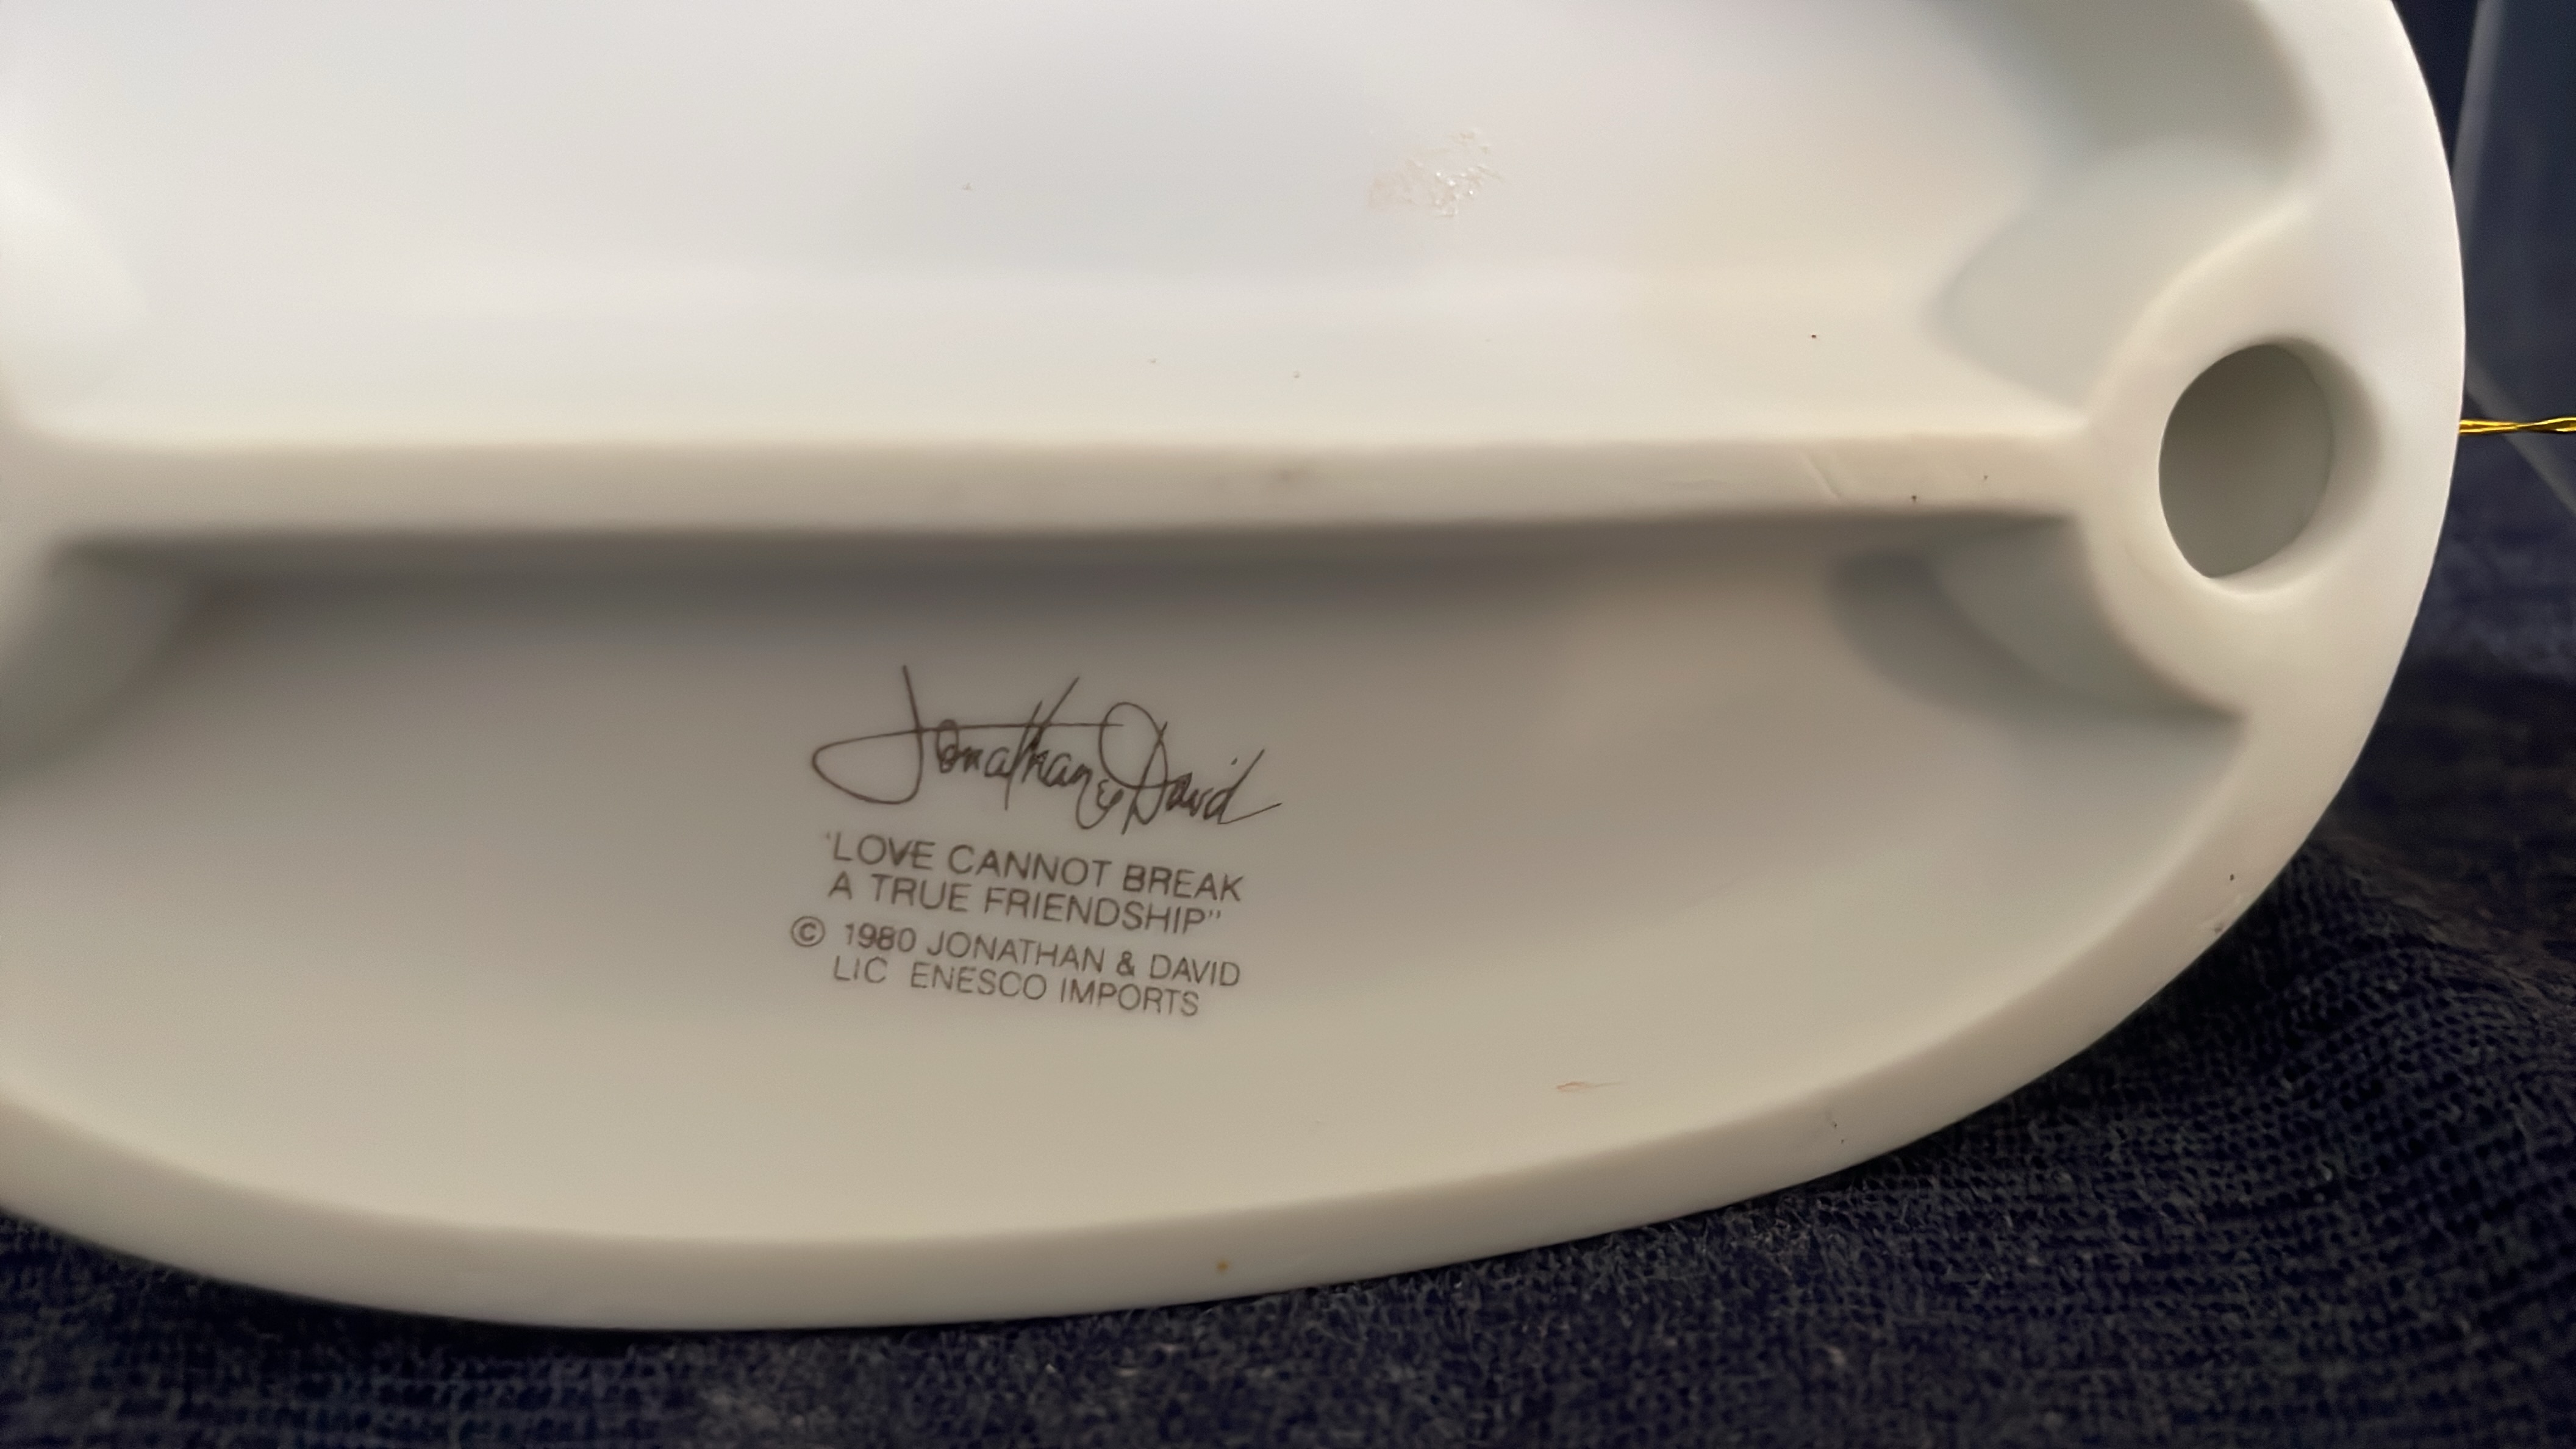 Jonathan & David
"LOVE CANNOT BREAK
A TRUE FRIENDSHIP"
© 1980 JONATHAN & DAVID
LIC ENESCO IMPORTS